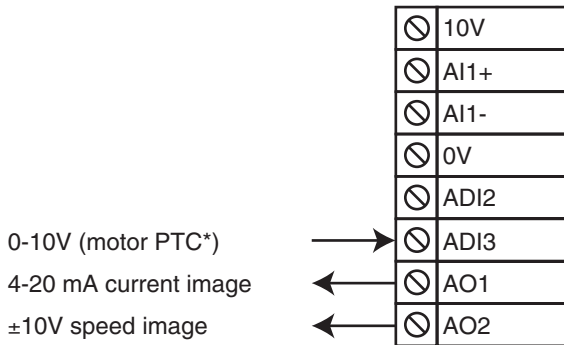 10V
AI1+
AI1-
0V
ADI2
0-10V (motor PTC*) ADI3
4-20 mA current image AO1
±10V speed image AO2